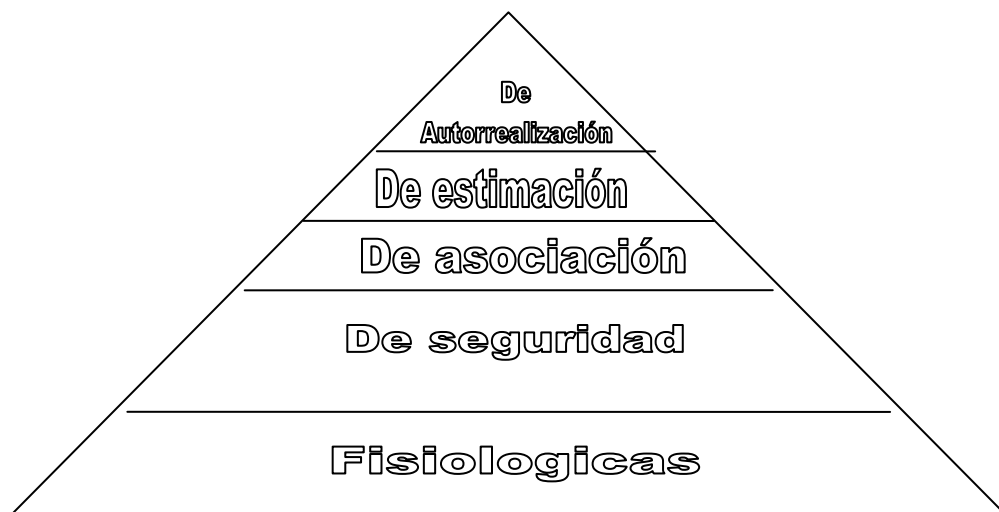 De
Autorrealización
De estimación
De asociación
De seguridad
Fisiologicas